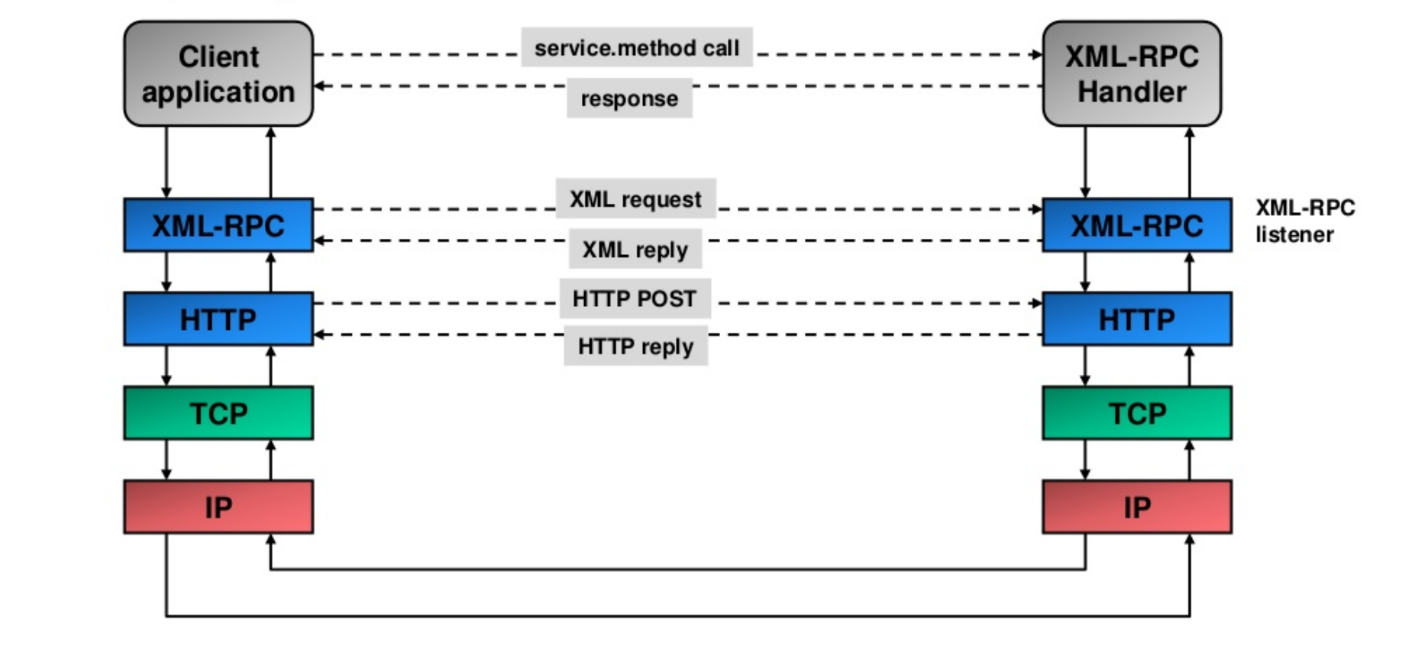 Client
application
service.method call
response
XML-RPC
Handler
XML-RPC
XML request
XML reply
XML-RPC
XML-RPC
listener
HTTP
HTTP POST
HTTP reply
HTTP
TCP
TCP
IP
IP